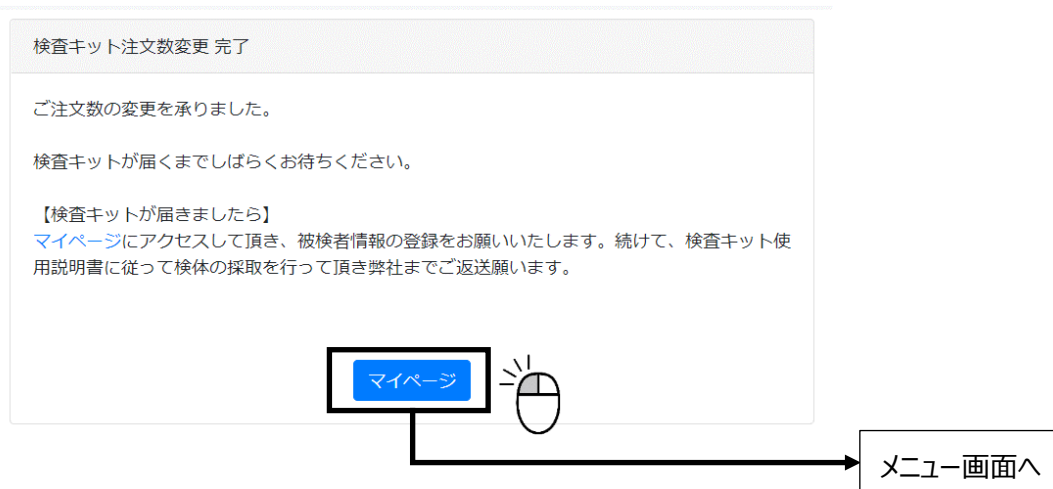 検査キット注文数変更 完了
ご注文数の変更を承りました。
検査キットが届くまでしばらくお待ちください。
【検査キットが届きましたら】
マイページにアクセスして頂き、被検者情報の登録をお願いいたします。続けて、検査キット使
用説明書に従って検体の採取を行って頂き弊社までご返送願います。
マイページ
メニュー画面へ